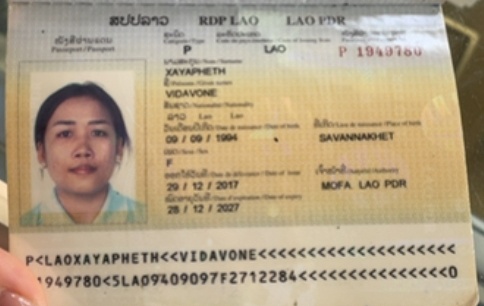 ສປປລາວ RDP LAO LAO PDR
ໜັງສືຜ່ານແດນ
Passeport/Passport
P LAO P 1949780
XAYAPHETH
VIDAVONE
ລາວ Lao Lao
09 / 09 / 1994 SAVANNAKHET
F
29 / 12 / 2017 MOFA LAO PDR
28 / 12 / 2027
P<LAOXAYAPHETH<<VIDAVONE<<<<<<<<<<<<<<<<<<<<
1949780<5LAO9409097F2712284<<<<<<<<<<<<<<0